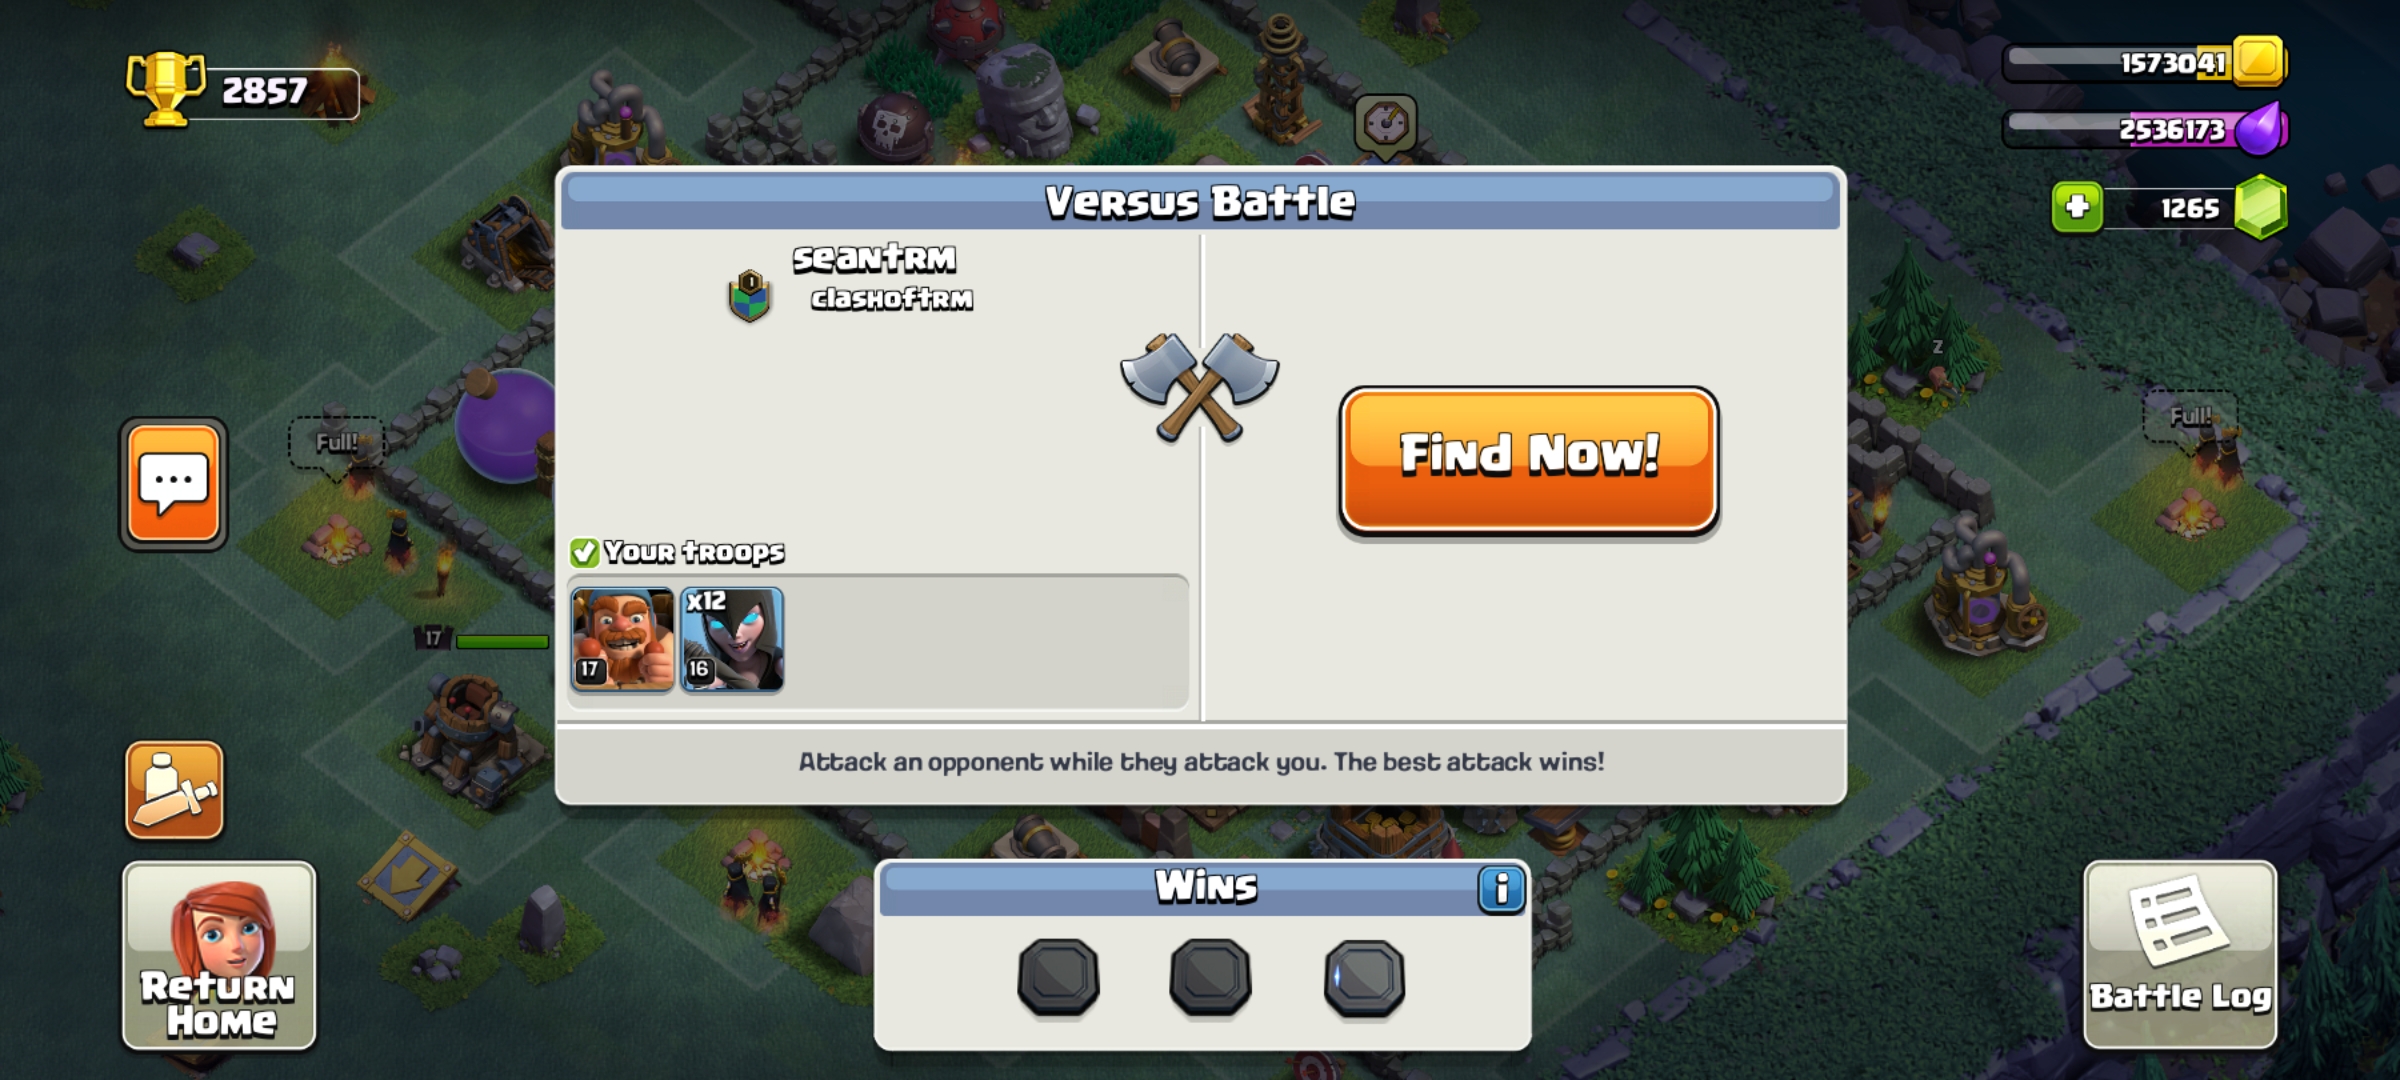 2857
1573041
2536173
1265
Versus Battle
seantrm
clashoftrm
1
Find Now!
Full!
Full!
z
Your troops
17
17
x12
16
Attack an opponent while they attack you. The best attack wins!
Wins
i
Return
Home
Battle Log